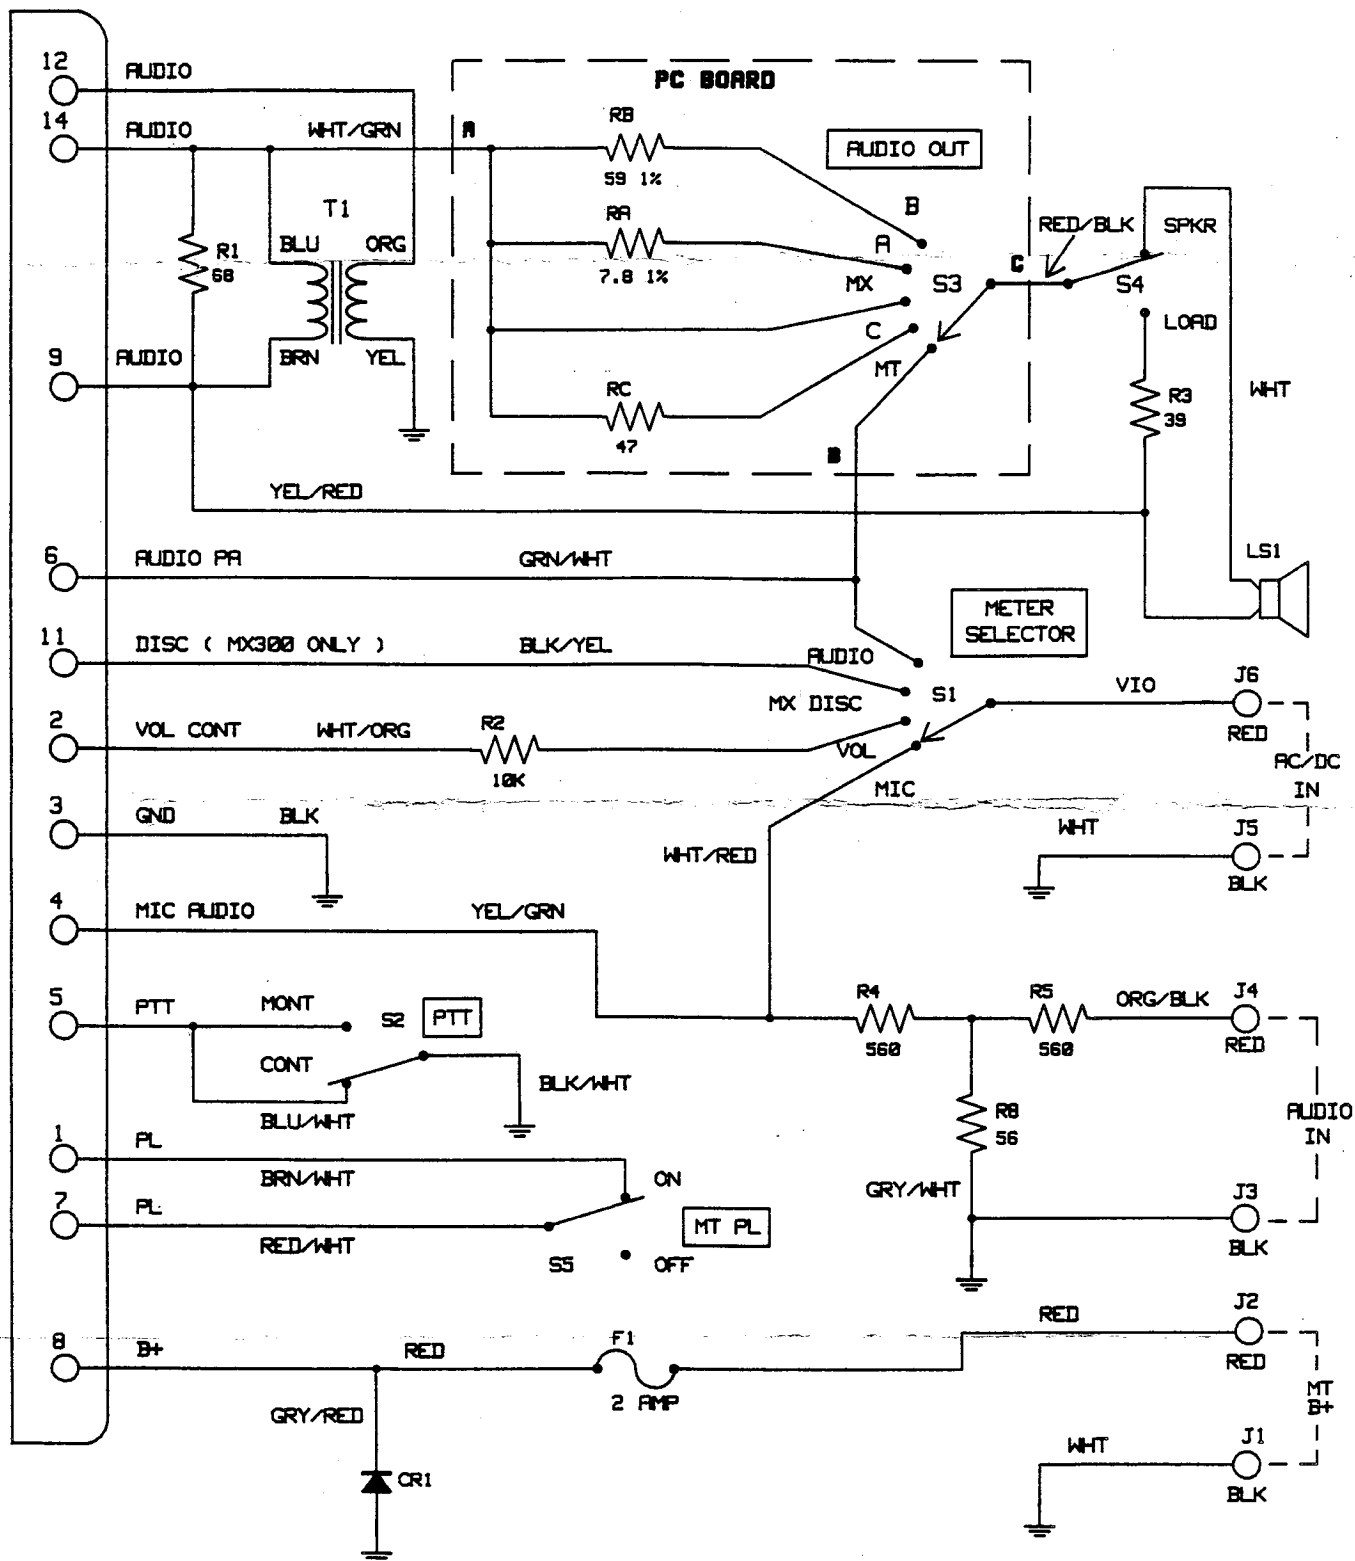 12
AUDIO
PC BOARD
14
AUDIO
WHT/GRN
A
RB
59 1%
AUDIO OUT
T1
B
RA
7.8 1%
A
RED/BLK
SPKR
R1
68
BLU
ORG
MX
S3
C
S4
C
LOAD
9
AUDIO
BRN
YEL
MT
RC
47
R3
39
WHT
B
YEL/RED
6
AUDIO PA
GRN/WHT
LS1
METER
SELECTOR
11
DISC ( MX300 ONLY )
BLK/YEL
AUDIO
MX DISC
S1
VIO
J6
RED
2
VOL CONT
WHT/ORG
R2
10K
VOL
AC/DC
IN
MIC
3
GND
BLK
WHT
J5
BLK
WHT/RED
4
MIC AUDIO
YEL/GRN
5
PTT
MONT
S2
PTT
R4
560
R5
560
ORG/BLK
J4
RED
CONT
BLK/WHT
BLU/WHT
R8
56
AUDIO
IN
1
PL
BRN/WHT
ON
GRY/WHT
J3
BLK
7
PL
RED/WHT
MT PL
S5
OFF
8
B+
RED
F1
2 AMP
RED
J2
RED
GRY/RED
MT
B+
CR1
WHT
J1
BLK